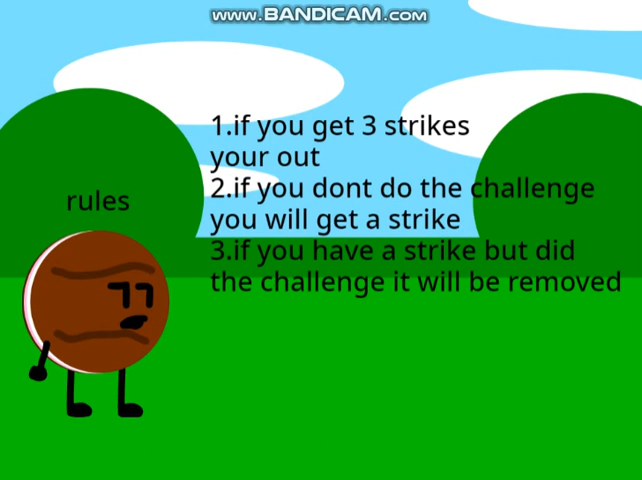 www.BANDICAM.com
1.if you get 3 strikes
your out
2.if you dont do the challenge
you will get a strike
3.if you have a strike but did
the challenge it will be removed
rules